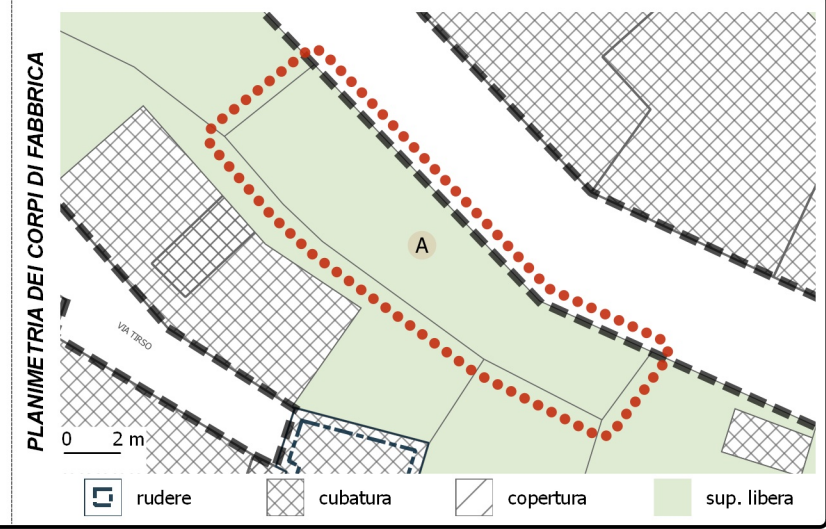 PLANIMETRIA DEI CORPI DI FABBRICA
A
VIA TIRSO
0 2 m
rudere
cubatura
copertura
sup. libera